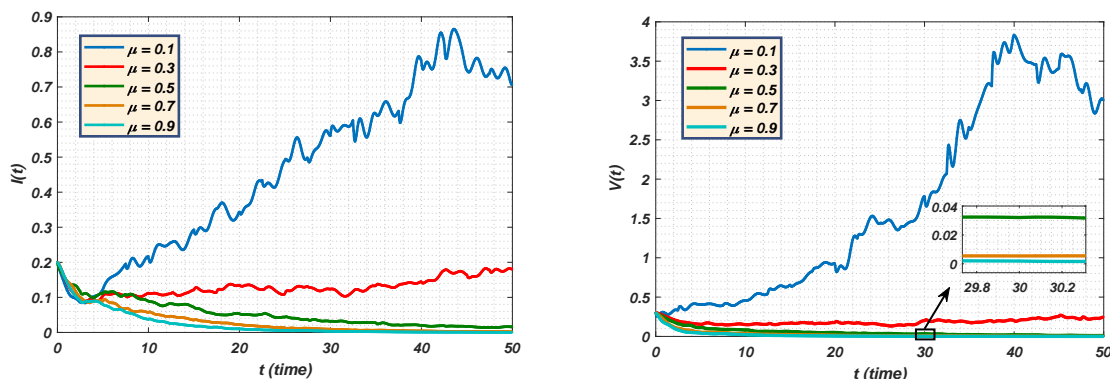 0.9
0.8
0.7
0.6
0.5
0.4
0.3
0.2
0.1
0
I(t)
μ = 0.1
μ = 0.3
μ = 0.5
μ = 0.7
μ = 0.9
0 10 20 30 40 50
t (time)
4
3.5
3
2.5
2
1.5
1
0.5
0
V(t)
μ = 0.1
μ = 0.3
μ = 0.5
μ = 0.7
μ = 0.9
0.04
0.02
0
29.8 30 30.2
0 10 20 30 40 50
t (time)